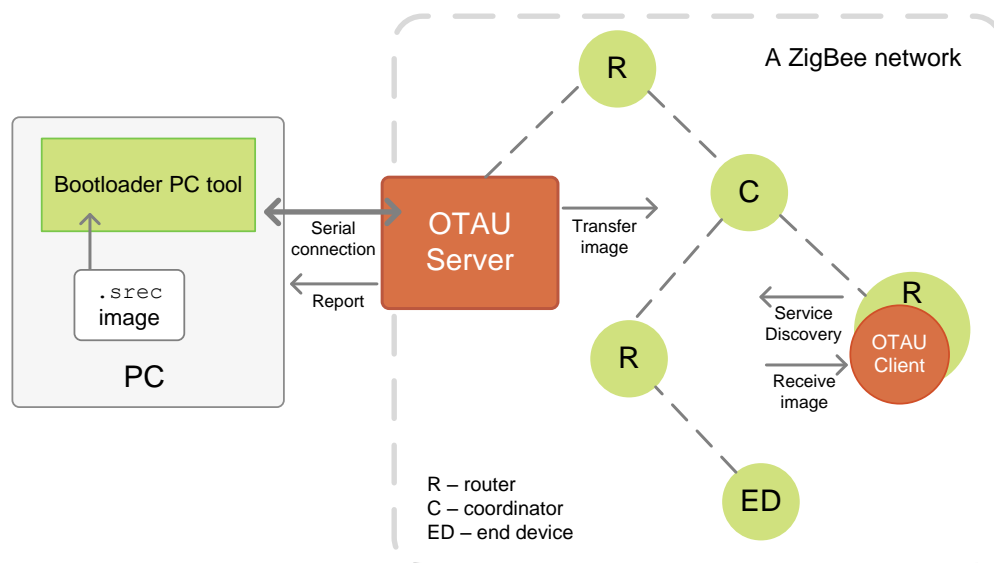 A ZigBee network
R
Bootloader PC tool
.srec
image
PC
Serial
connection
Report
OTAU
Server
Transfer
image
C
R
Service
Discovery
Receive
image
R
OTAU
Client
ED
R – router
C – coordinator
ED – end device